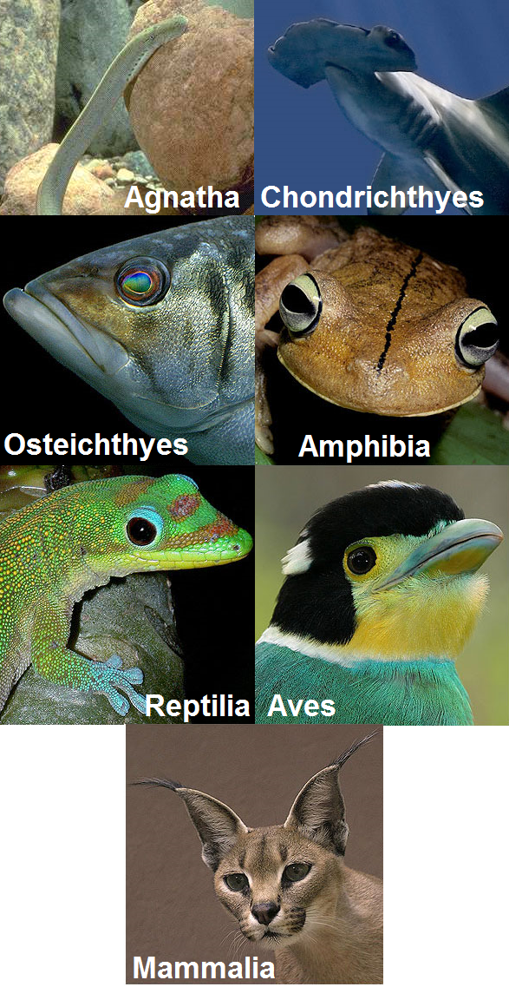 Agnatha
Chondrichthyes
Osteichthyes
Amphibia
Reptilia
Aves
Mammalia